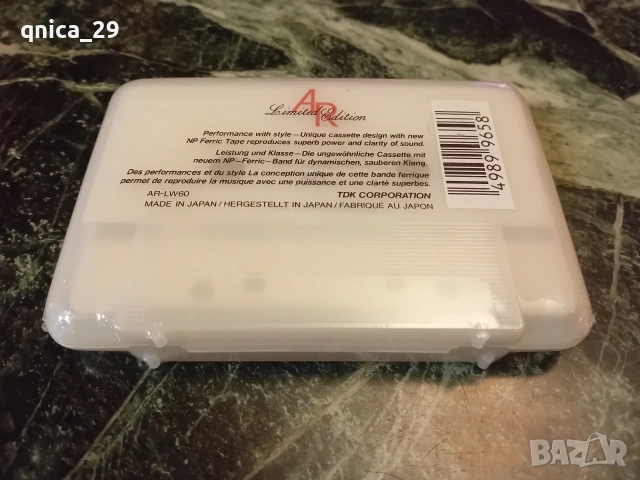 qnica_29
AR
Limited Edition
Performance with style—Unique cassette design with new
NP Ferric Tape reproduces superb power and clarity of sound.
Leistung und Klasse—Die ungewöhnliche Cassette mit
neuem NP-Ferric-Band für dynamischen, sauberen Klang.
Des performances et du style La conception unique de cette bande ferrique
permet de reproduire la musique avec une puissance et une clarté superbes.
AR-LW60 TDK CORPORATION
MADE IN JAPAN/HERGESTELLT IN JAPAN/FABRIQUÉ AU JAPON
4989 9658
BAZAR